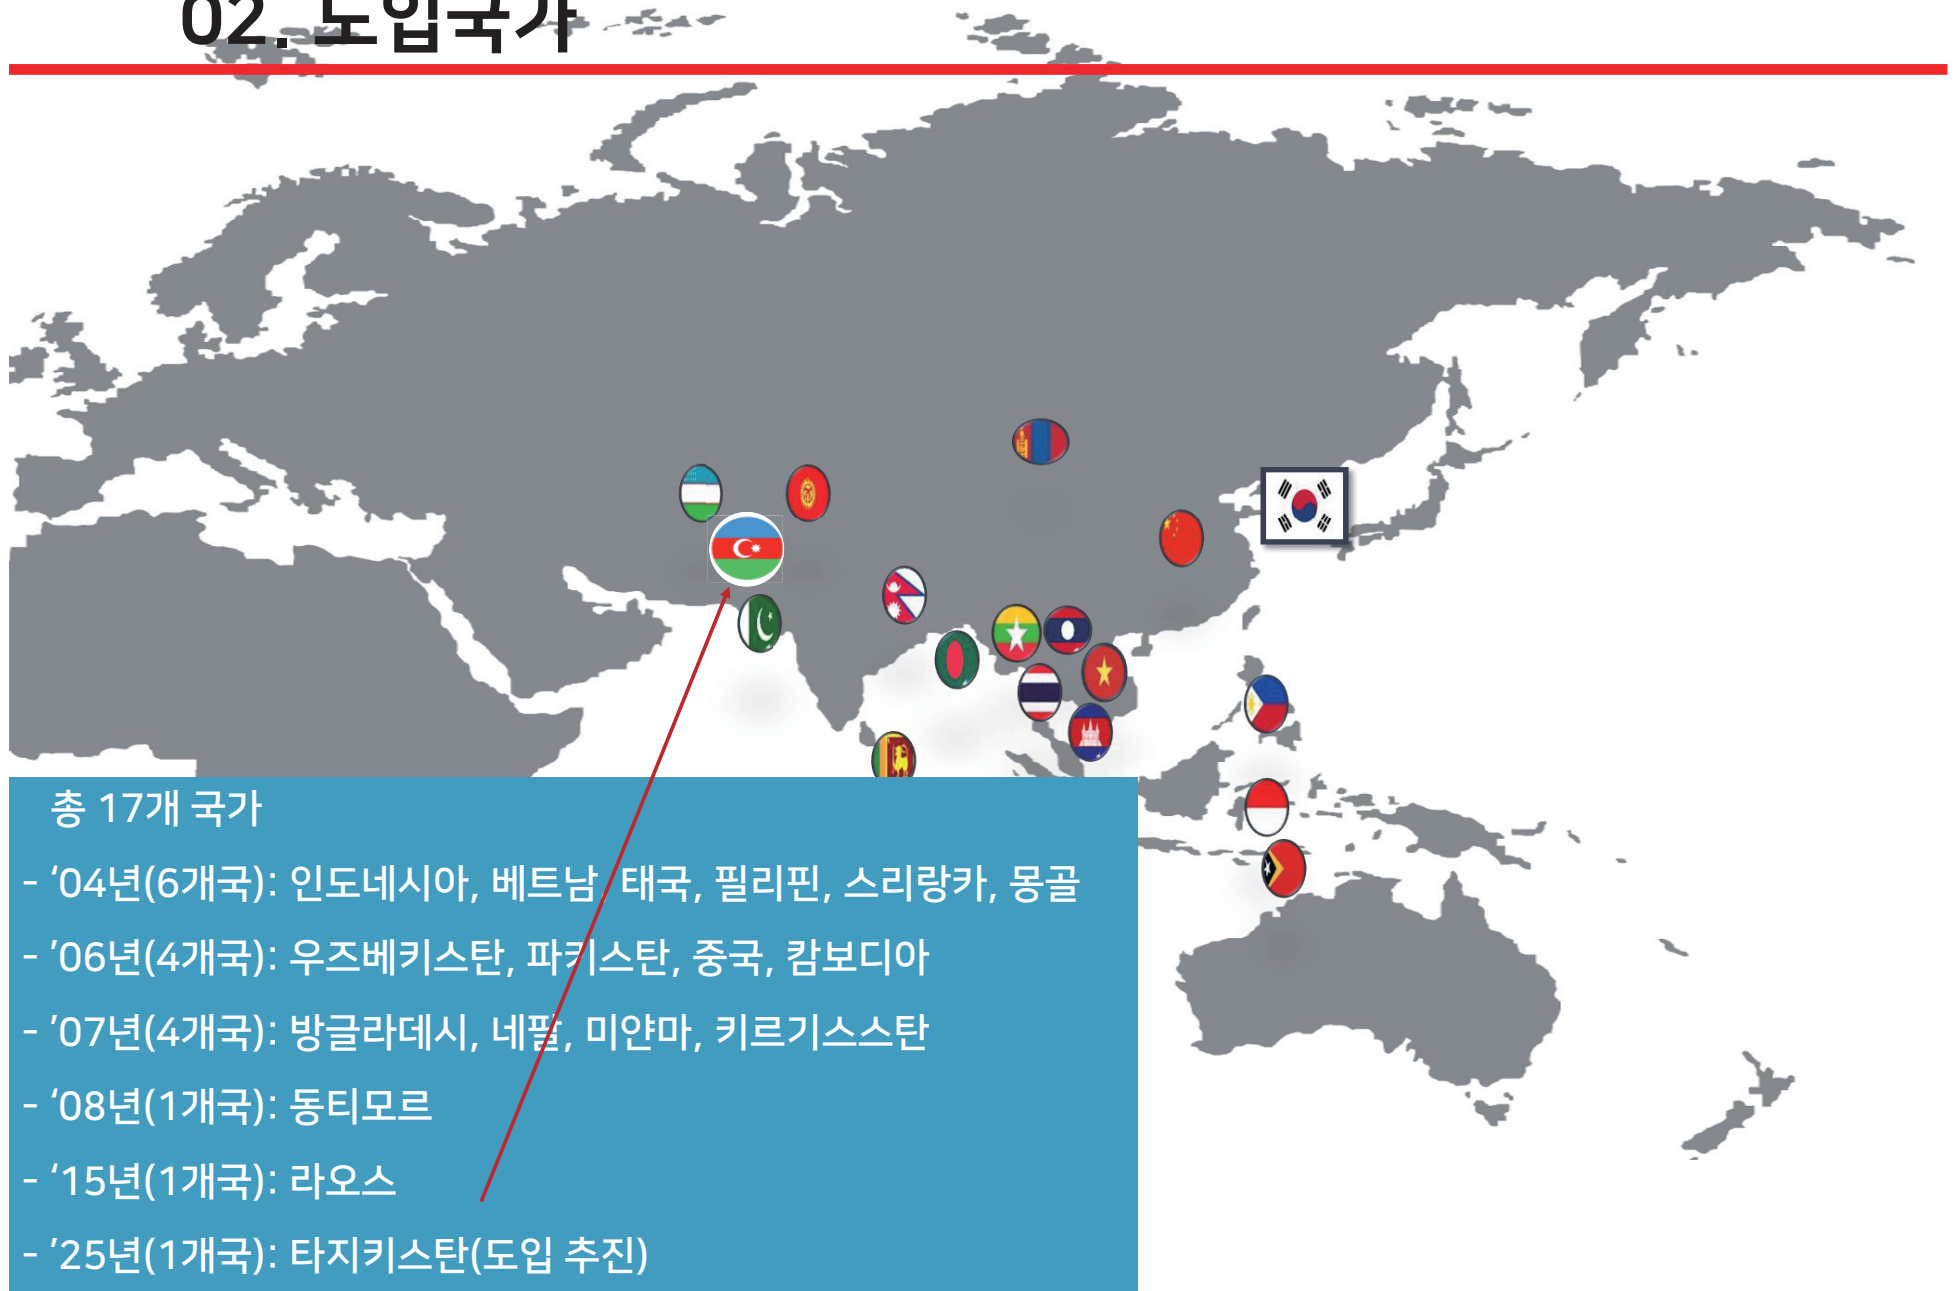 02. 도입국가
총 17개 국가
- ‘04년(6개국): 인도네시아, 베트남, 태국, 필리핀, 스리랑카, 몽골
- ’06년(4개국): 우즈베키스탄, 파키스탄, 중국, 캄보디아
- ’07년(4개국): 방글라데시, 네팔, 미얀마, 키르기스스탄
- ‘08년(1개국): 동티모르
- ‘15년(1개국): 라오스
- ’25년(1개국): 타지키스탄(도입 추진)